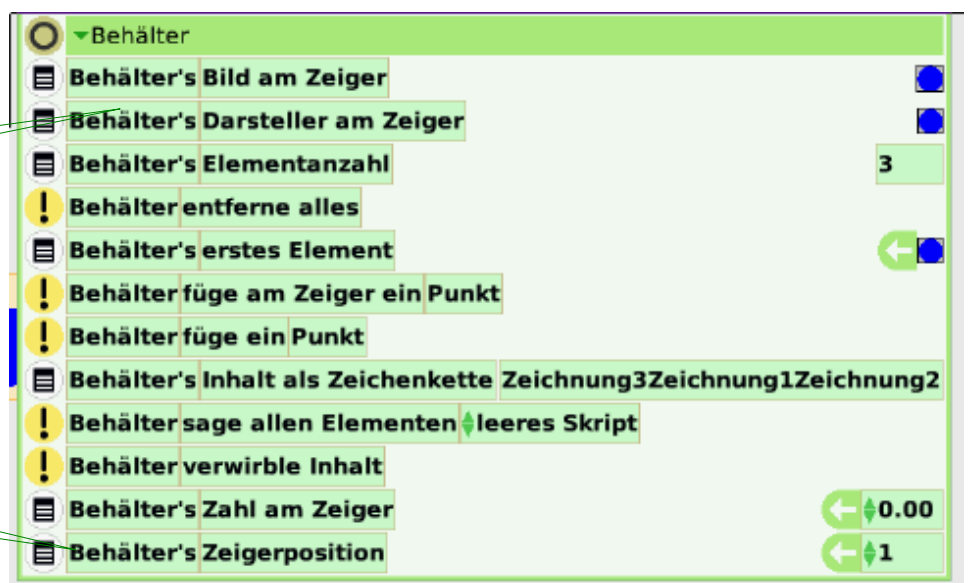 Behälter
Behälter's Bild am Zeiger
Behälter's Darsteller am Zeiger
Behälter's Elementanzahl 3
Behälter entferne alles
Behälter's erstes Element
Behälter füge am Zeiger ein Punkt
Behälter füge ein Punkt
Behälter's Inhalt als Zeichenkette Zeichnung3Zeichnung1Zeichnung2
Behälter sage allen Elementen leeres Skript
Behälter verwirble Inhalt
Behälter's Zahl am Zeiger 0.00
Behälter's Zeigerposition 1